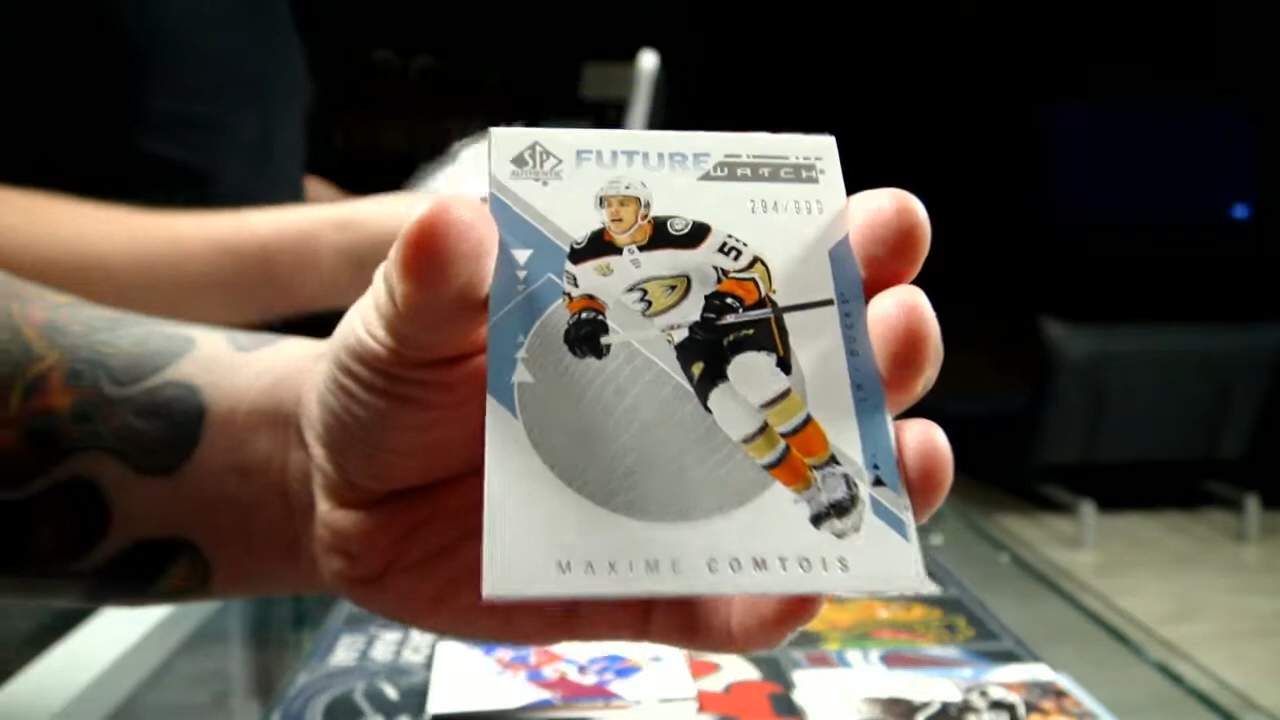 SP
AUTHENTIC
FUTURE
WATCH
294/999
MAXIME COMTOIS